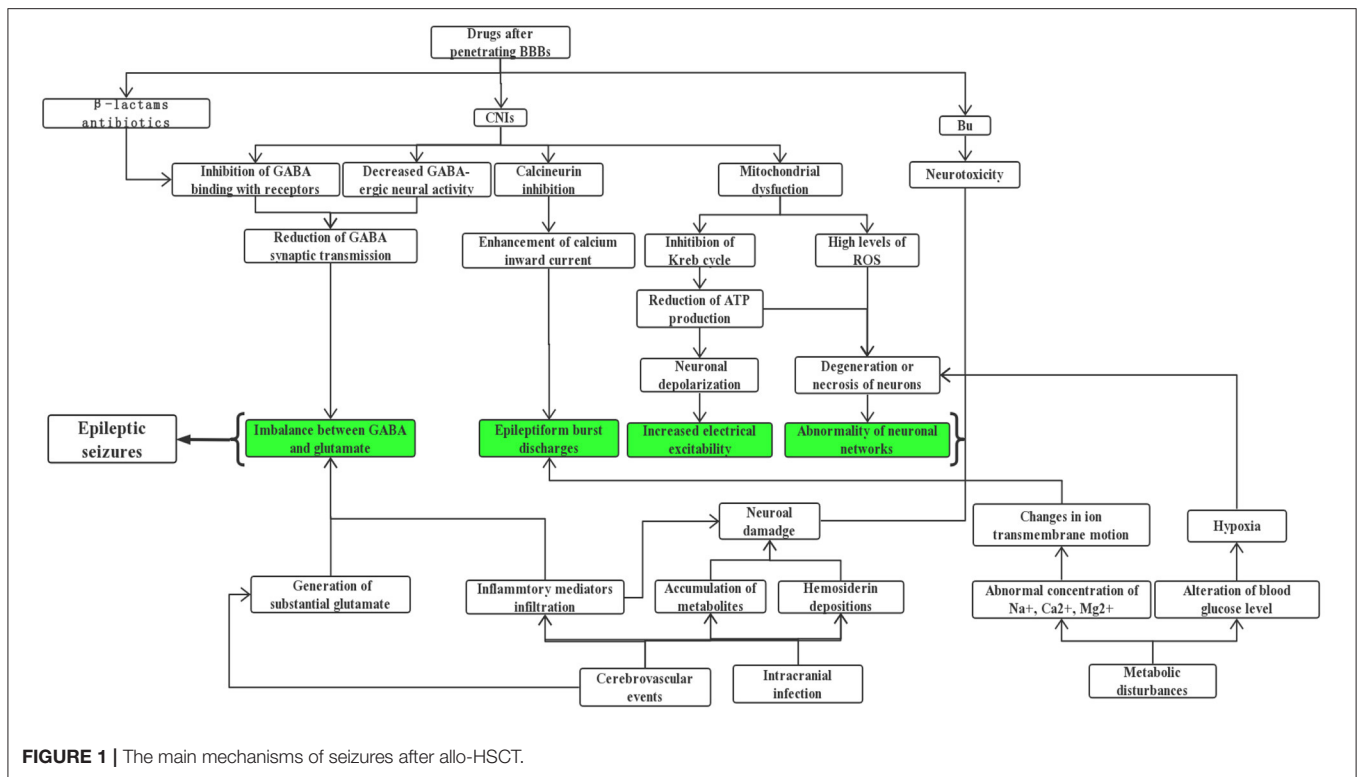 Drugs after
penetrating BBBs
β-lactams
antibiotics
CNIs
Bu
Inhibition of GABA
binding with receptors
Decreased GABA-
ergic neural activity
Calcineurin
inhibition
Mitochondrial
dysfuction
Neurotoxicity
Reduction of GABA
synaptic transmission
Enhancement of calcium
inward current
Inhitibion of
Kreb cycle
High levels of
ROS
Reduction of ATP
production
Neuronal
depolarization
Degeneration or
necrosis of neurons
Epileptic
seizures
Imbalance between GABA
and glutamate
Epileptiform burst
discharges
Increased electrical
excitability
Abnormality of neuronal
networks
Neuroal
damadge
Changes in ion
transmembrane motion
Hypoxia
Generation of
substantial glutamate
Inflammtory mediators
infiltration
Accumulation of
metabolites
Hemosiderin
depositions
Abnormal concentration of
Na+, Ca2+, Mg2+
Alteration of blood
glucose level
Cerebrovascular
events
Intracranial
infection
Metabolic
disturbances
FIGURE 1 | The main mechanisms of seizures after allo-HSCT.